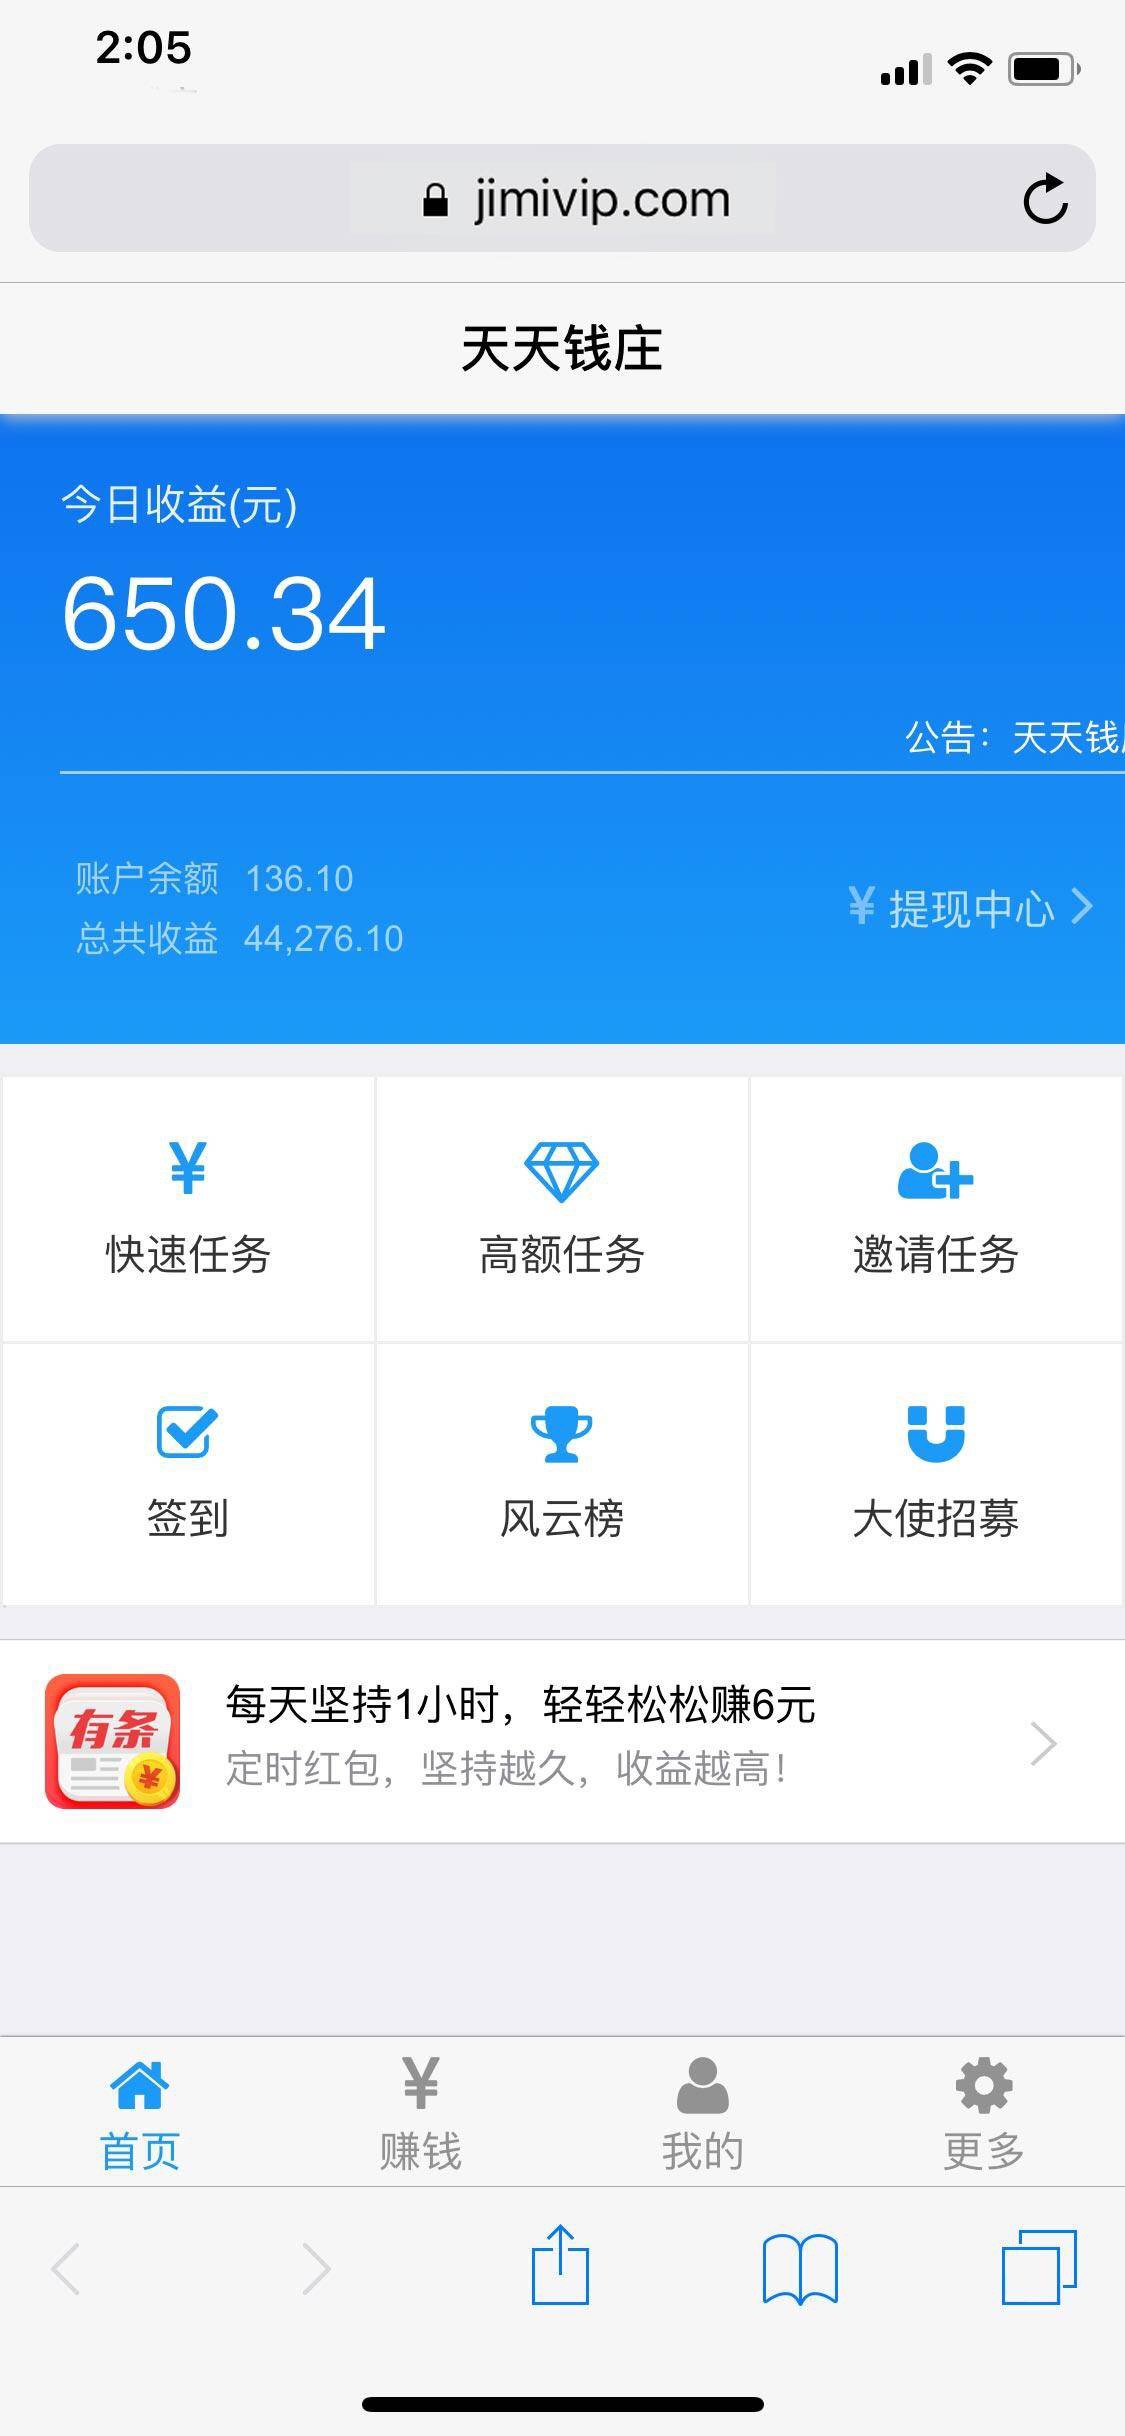 2:05
jimivip.com
天天钱庄
今日收益(元)
650.34
公告：天天钱
账户余额 136.10
总共收益 44,276.10
¥ 提现中心
¥
快速任务
高额任务
邀请任务
签到
风云榜
大使招募
有条
¥
每天坚持1小时，轻轻松松赚6元
定时红包，坚持越久，收益越高！
¥
首页
赚钱
我的
更多